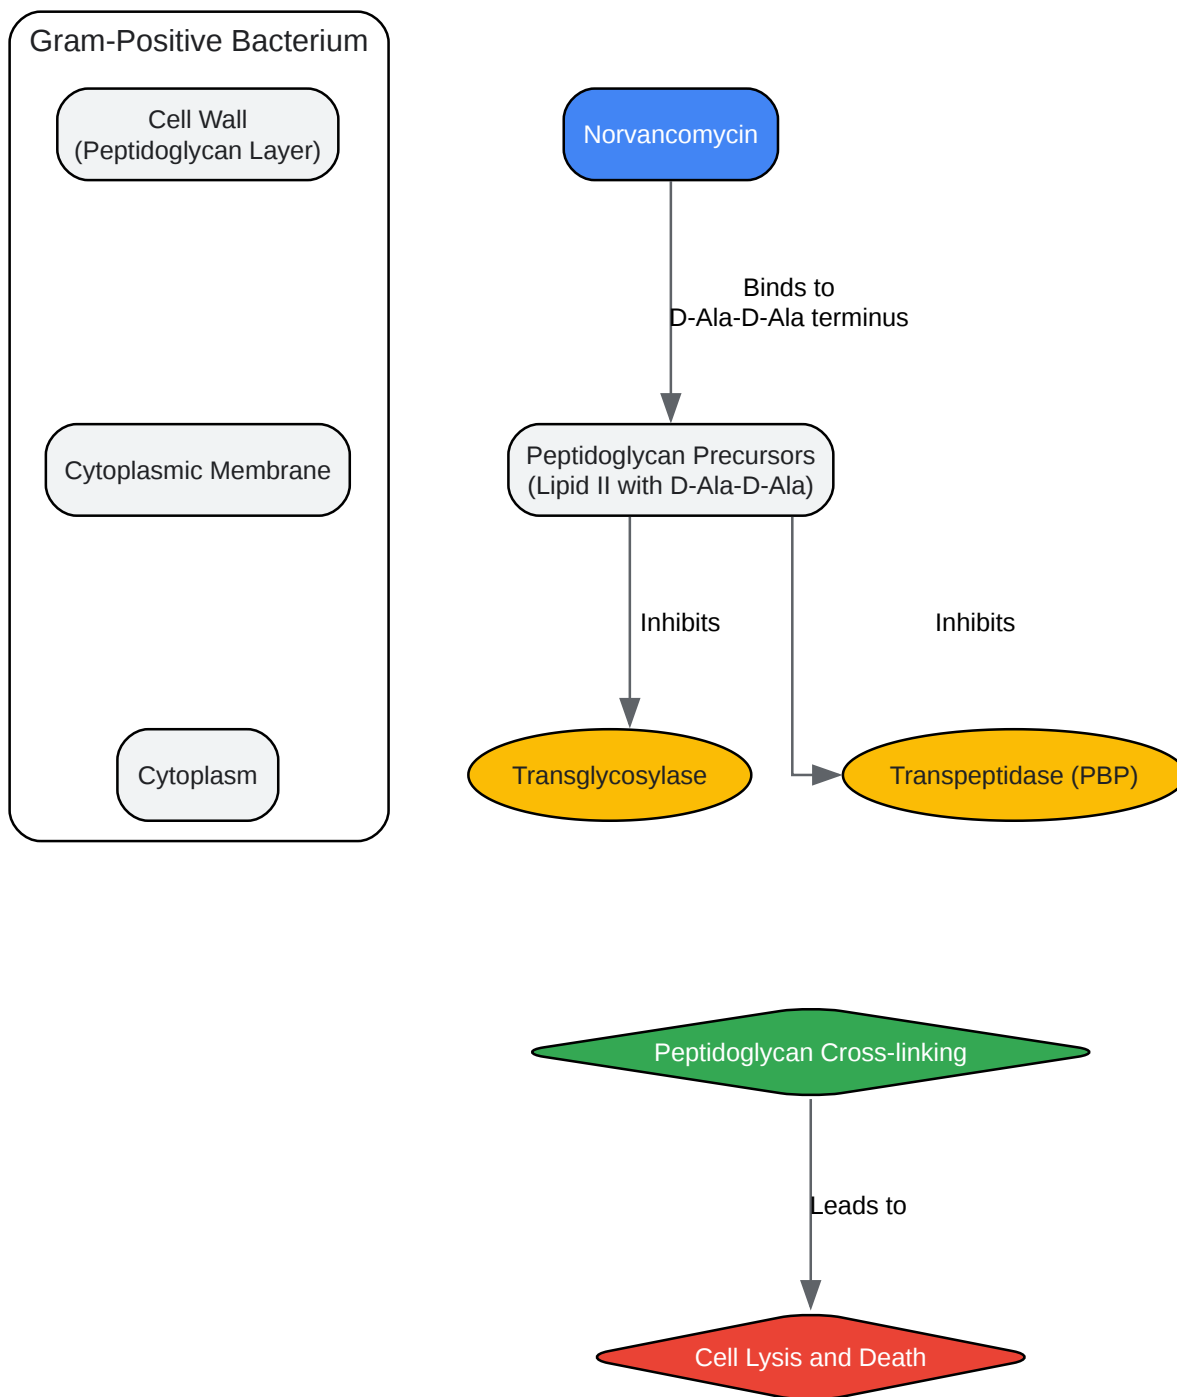 Gram-Positive Bacterium
Cell Wall
(Peptidoglycan Layer)
Norvancomycin
Binds to
D-Ala-D-Ala terminus
Cytoplasmic Membrane
Peptidoglycan Precursors
(Lipid II with D-Ala-D-Ala)
Inhibits
Inhibits
Cytoplasm
Transglycosylase
Transpeptidase (PBP)
Peptidoglycan Cross-linking
Leads to
Cell Lysis and Death